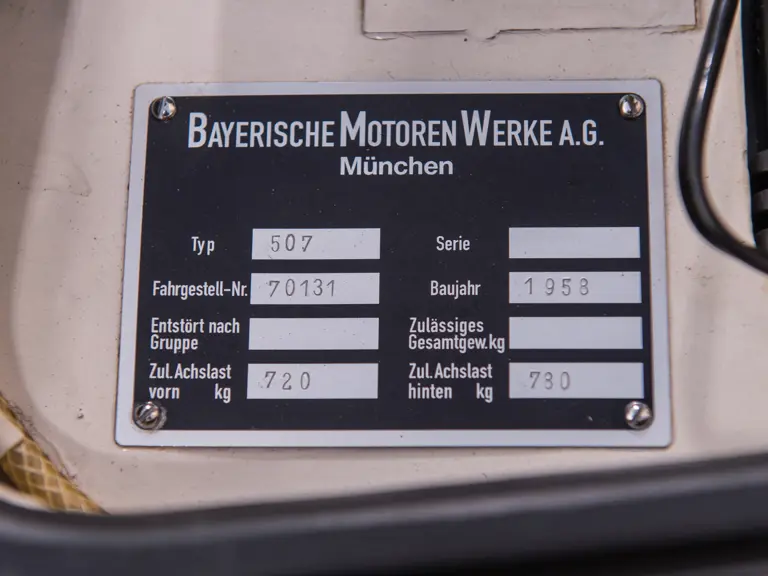 BAYERISCHE MOTOREN WERKE A.G.
München
Typ 507 Serie
Fahrgestell-Nr. 70131 Baujahr 1958
Entstört nach Zulässiges
Gruppe Gesamtgew.kg
Zul. Achslast 720 Zul. Achslast 780
vorn kg hinten kg